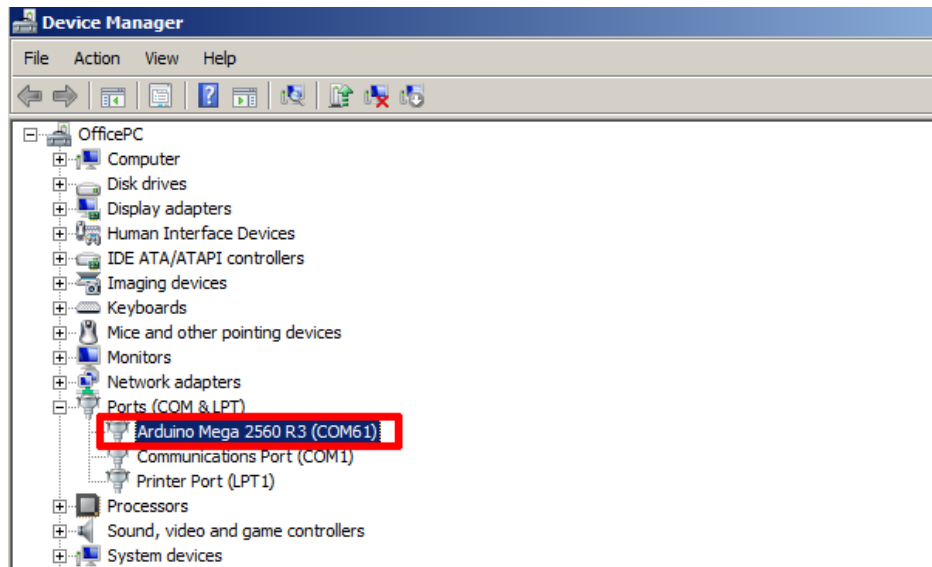 Device Manager
File Action View Help
OfficePC
Computer
Disk drives
Display adapters
Human Interface Devices
IDE ATA/ATAPI controllers
Imaging devices
Keyboards
Mice and other pointing devices
Monitors
Network adapters
Ports (COM & LPT)
Arduino Mega 2560 R3 (COM61)
Communications Port (COM1)
Printer Port (LPT1)
Processors
Sound, video and game controllers
System devices